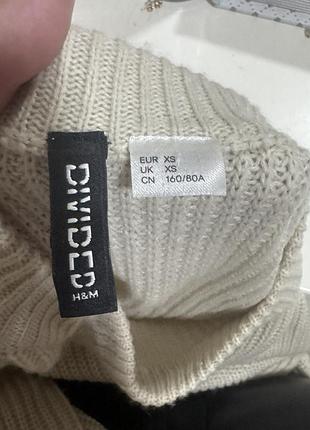 DIVIDED
H&M
EUR XS
UK XS
CN 160/80A